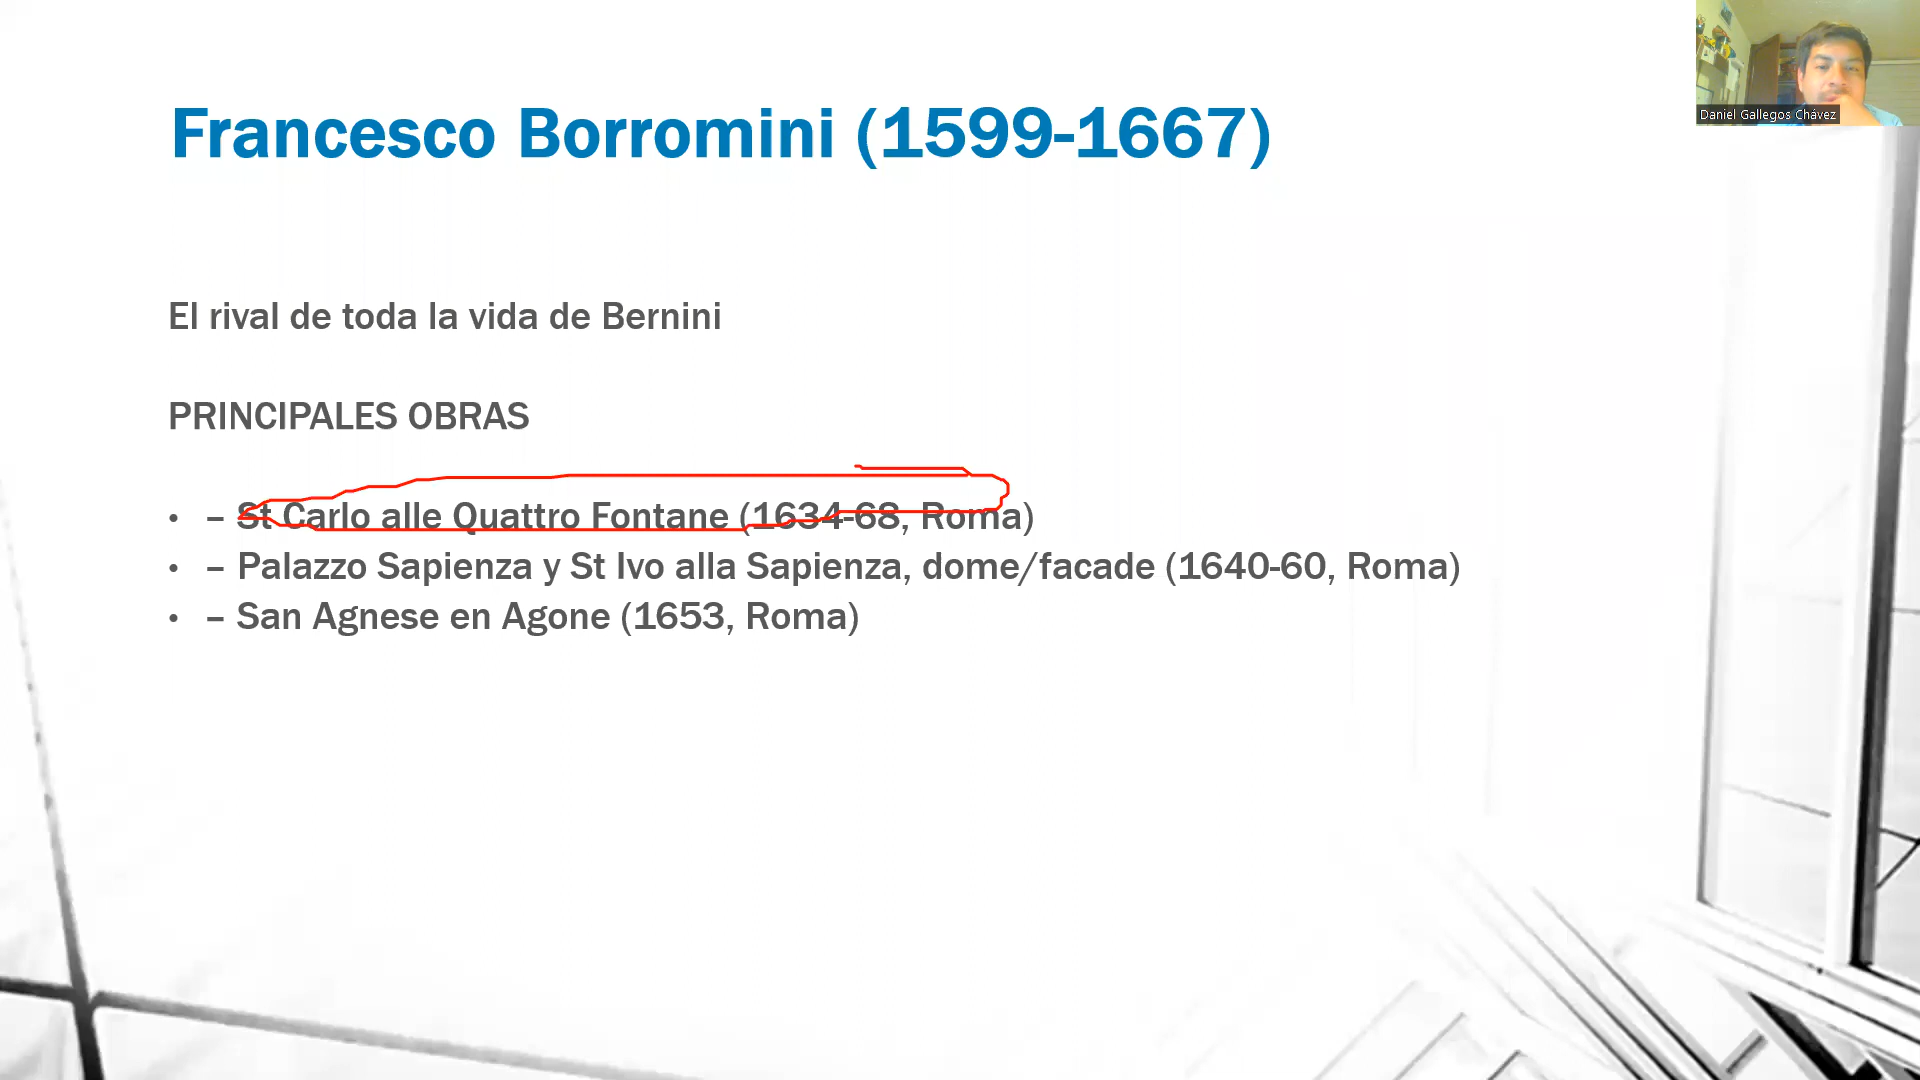 Daniel Gallegos Chávez
Francesco Borromini (1599-1667)
El rival de toda la vida de Bernini
PRINCIPALES OBRAS
• – St Carlo alle Quattro Fontane (1634-68, Roma)
• – Palazzo Sapienza y St Ivo alla Sapienza, dome/facade (1640-60, Roma)
• – San Agnese en Agone (1653, Roma)